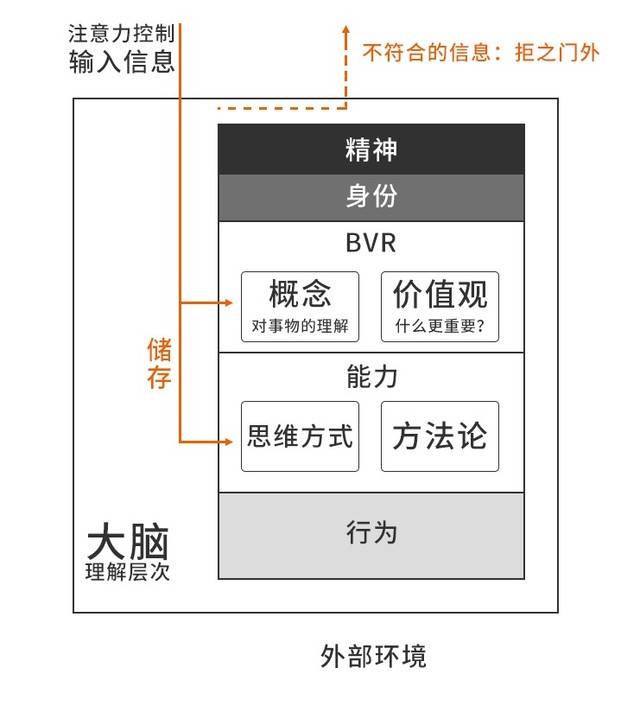 注意力控制
输入信息
不符合的信息：拒之门外
精神
身份
BVR
概念
对事物的理解
价值观
什么更重要？
储存
能力
思维方式
方法论
大脑
理解层次
行为
外部环境